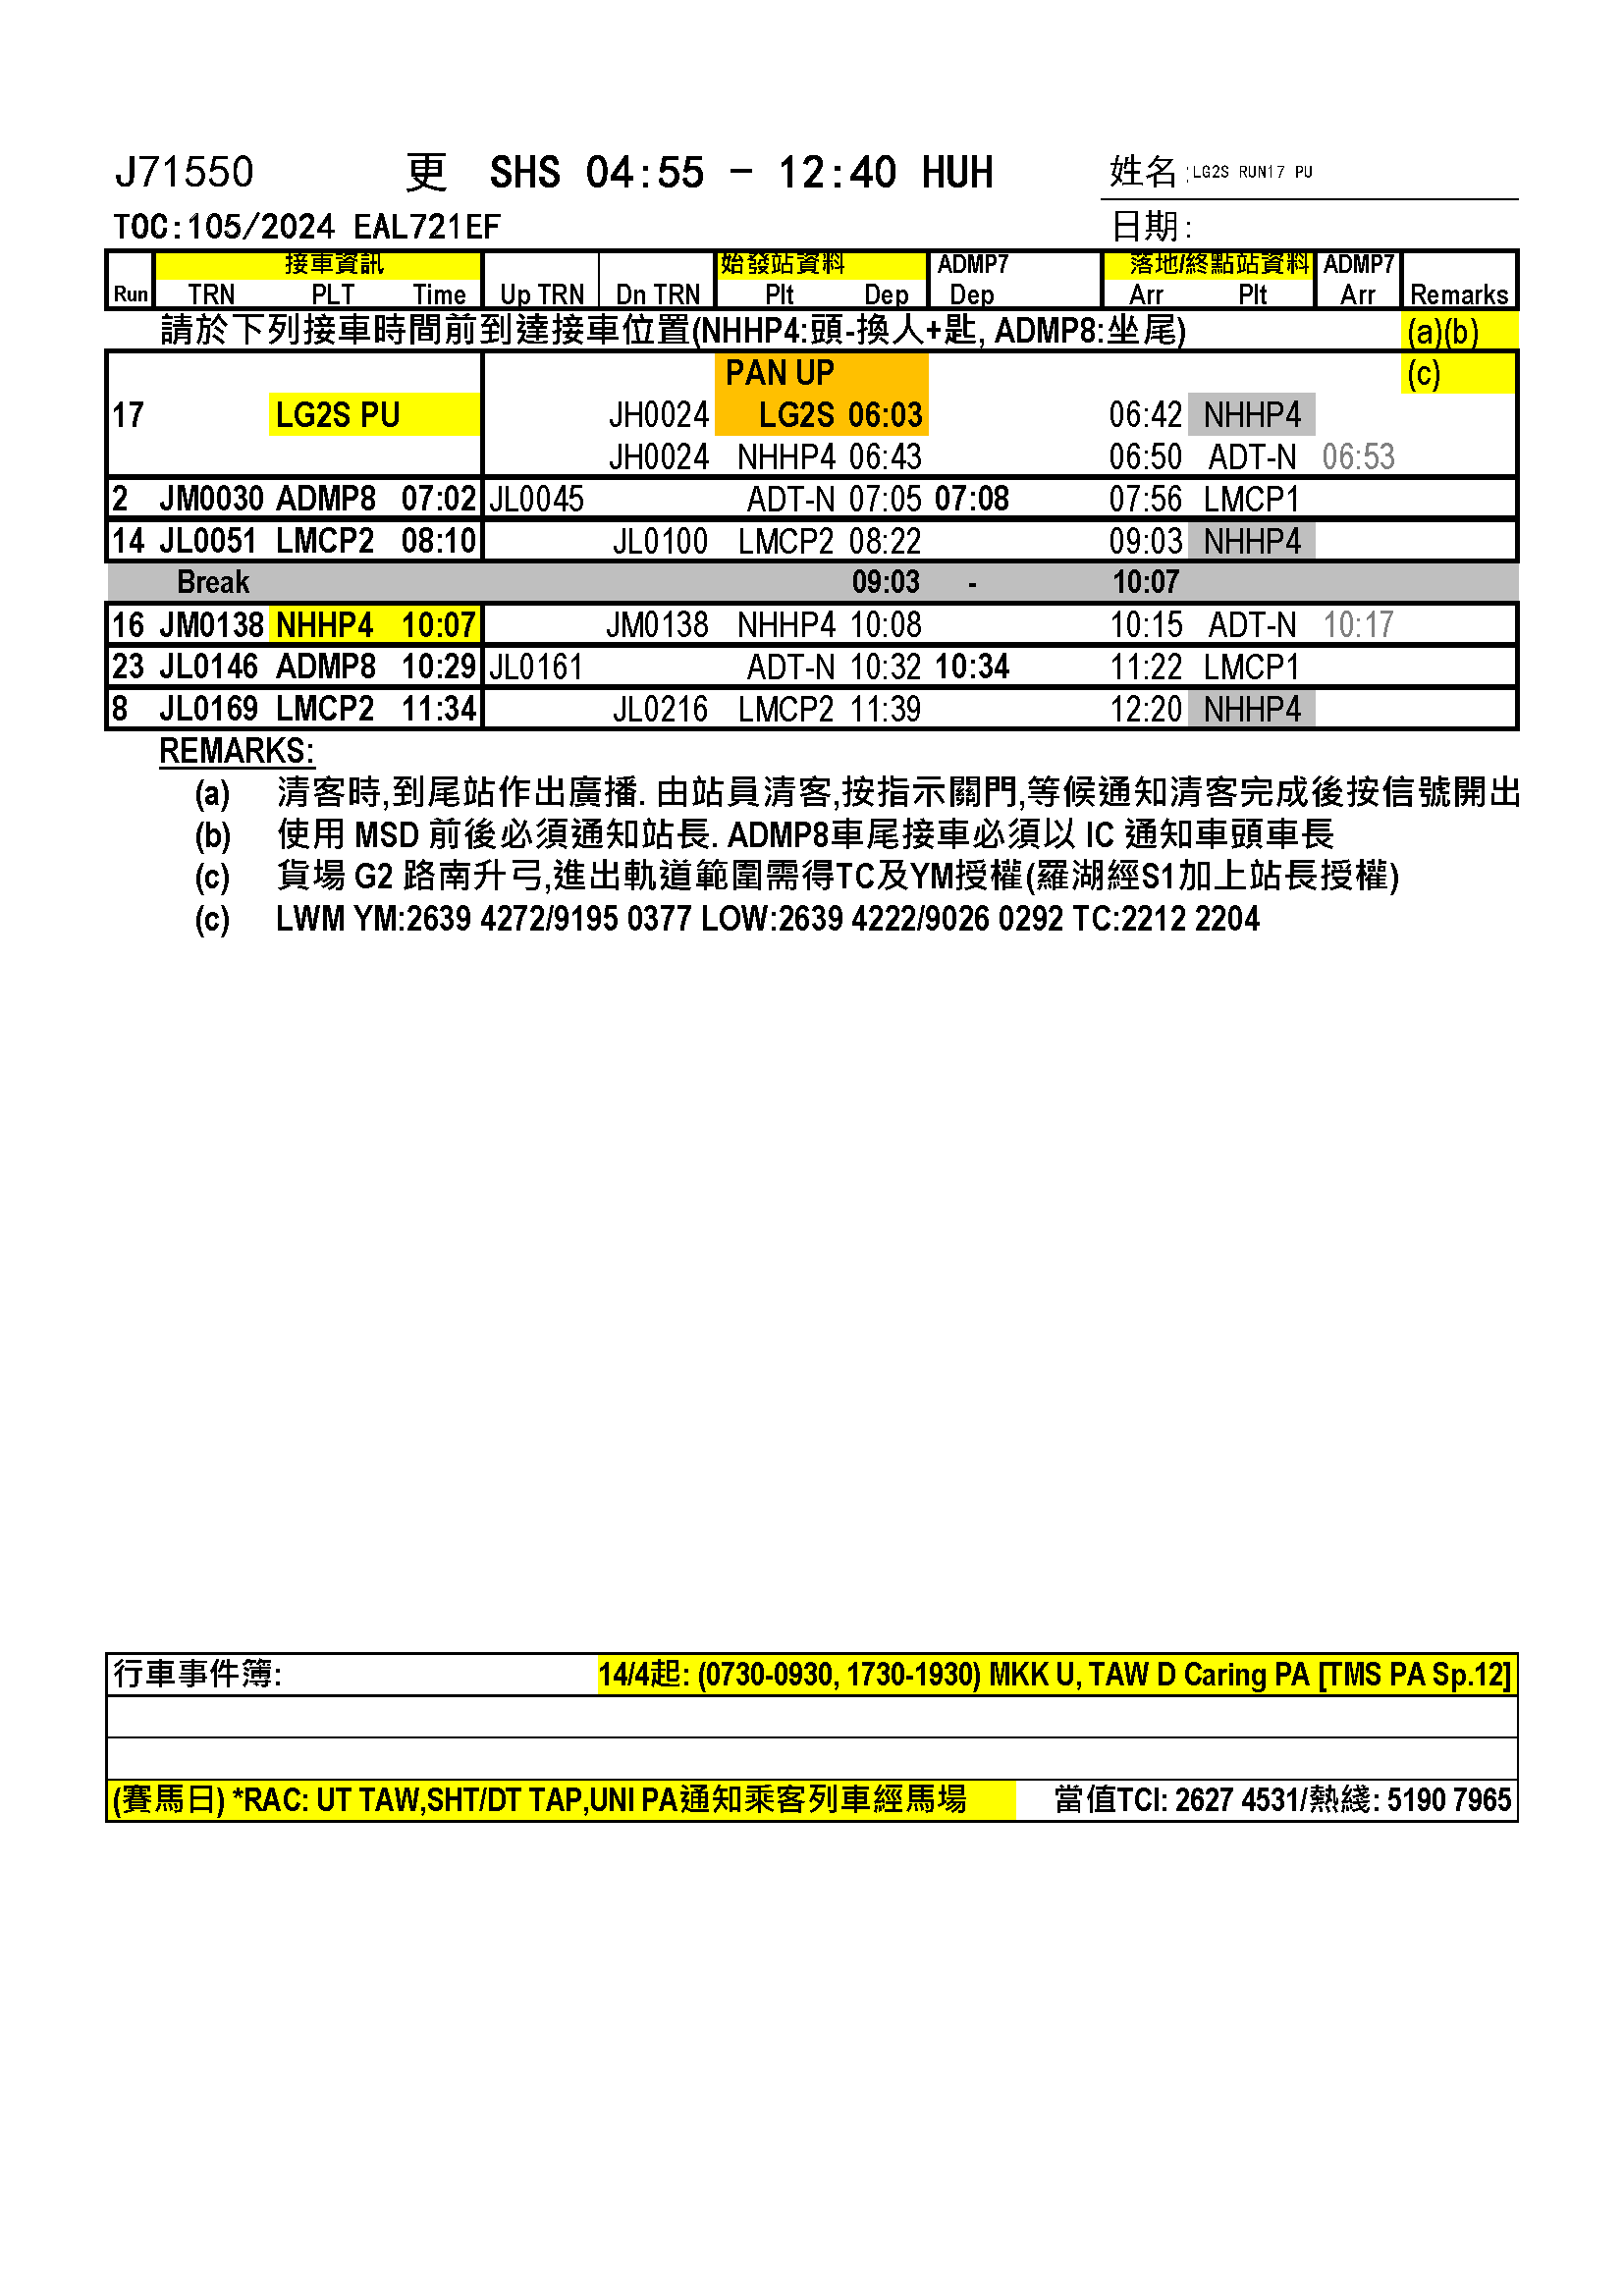 J71550 更 SHS 04:55 - 12:40 HUH 姓名:LG2S RUN17 PU
TOC:105/2024 EAL721EF 日期:
接車資訊 始發站資料 ADMP7 落地/終點站資料 ADMP7
Run TRN PLT Time Up TRN Dn TRN Plt Dep Dep Arr Plt Arr Remarks
請於下列接車時間前到達接車位置(NHHP4:頭-換人+匙, ADMP8:坐尾) (a)(b)
PAN UP (c)
17 LG2S PU JH0024 LG2S 06:03 06:42 NHHP4
JH0024 NHHP4 06:43 06:50 ADT-N 06:53
2 JM0030 ADMP8 07:02 JL0045 ADT-N 07:05 07:08 07:56 LMCP1
14 JL0051 LMCP2 08:10 JL0100 LMCP2 08:22 09:03 NHHP4
Break 09:03 - 10:07
16 JM0138 NHHP4 10:07 JM0138 NHHP4 10:08 10:15 ADT-N 10:17
23 JL0146 ADMP8 10:29 JL0161 ADT-N 10:32 10:34 11:22 LMCP1
8 JL0169 LMCP2 11:34 JL0216 LMCP2 11:39 12:20 NHHP4
REMARKS:
(a) 清客時,到尾站作出廣播. 由站員清客,按指示關門,等候通知清客完成後按信號開出
(b) 使用 MSD 前後必須通知站長. ADMP8車尾接車必須以 IC 通知車頭車長
(c) 貨場 G2 路南升弓,進出軌道範圍需得TC及YM授權(羅湖經S1加上站長授權)
(c) LWM YM:2639 4272/9195 0377 LOW:2639 4222/9026 0292 TC:2212 2204
行車事件簿: 14/4起: (0730-0930, 1730-1930) MKK U, TAW D Caring PA [TMS PA Sp.12]
(賽馬日) *RAC: UT TAW,SHT/DT TAP,UNI PA通知乘客列車經馬場 當值TCI: 2627 4531/熱綫: 5190 7965